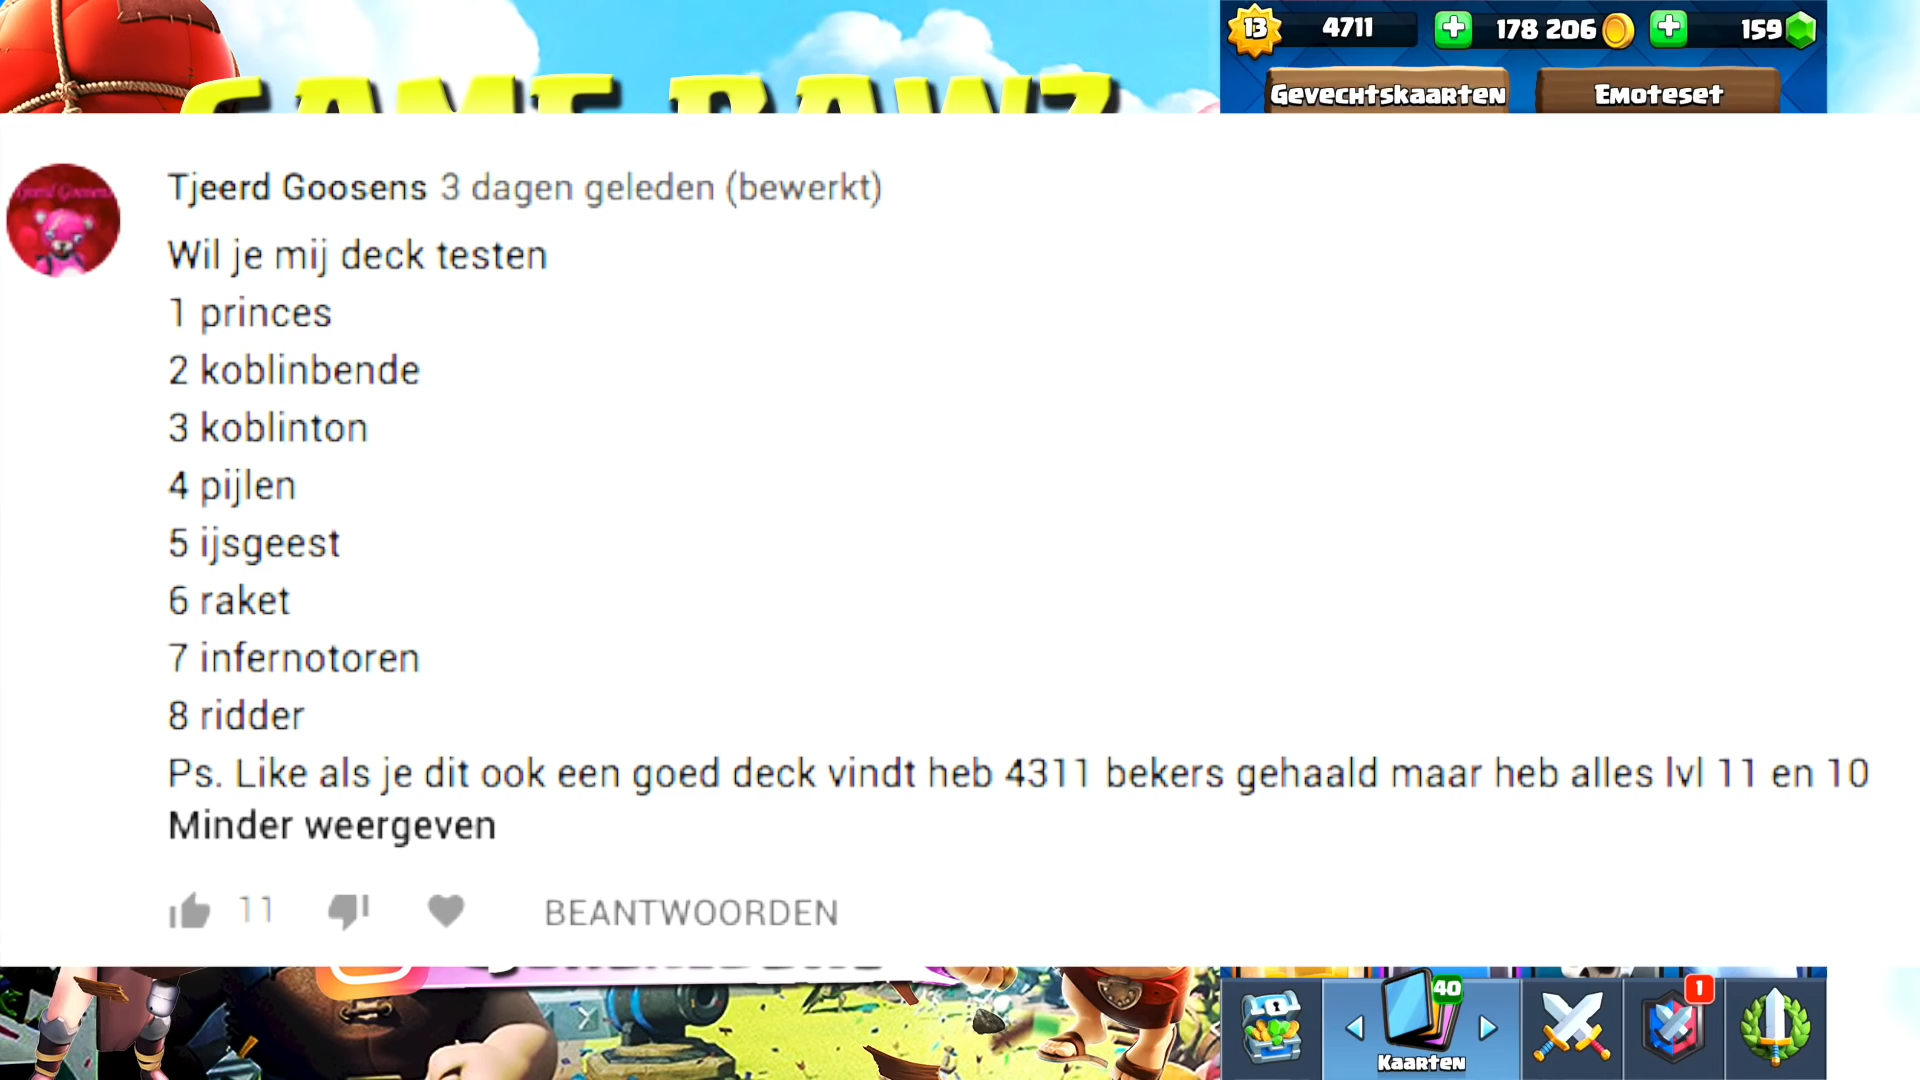 GAME RAWZ
13 4711 178 206 159
Gevechtskaarten Emoteset
Tjeerd Goosens 3 dagen geleden (bewerkt)
Wil je mij deck testen
1 princes
2 koblinbende
3 koblinton
4 pijlen
5 ijsgeest
6 raket
7 infernotoren
8 ridder
Ps. Like als je dit ook een goed deck vindt heb 4311 bekers gehaald maar heb alles lvl 11 en 10
Minder weergeven
11 BEANTWOORDEN
40
1
Kaarten